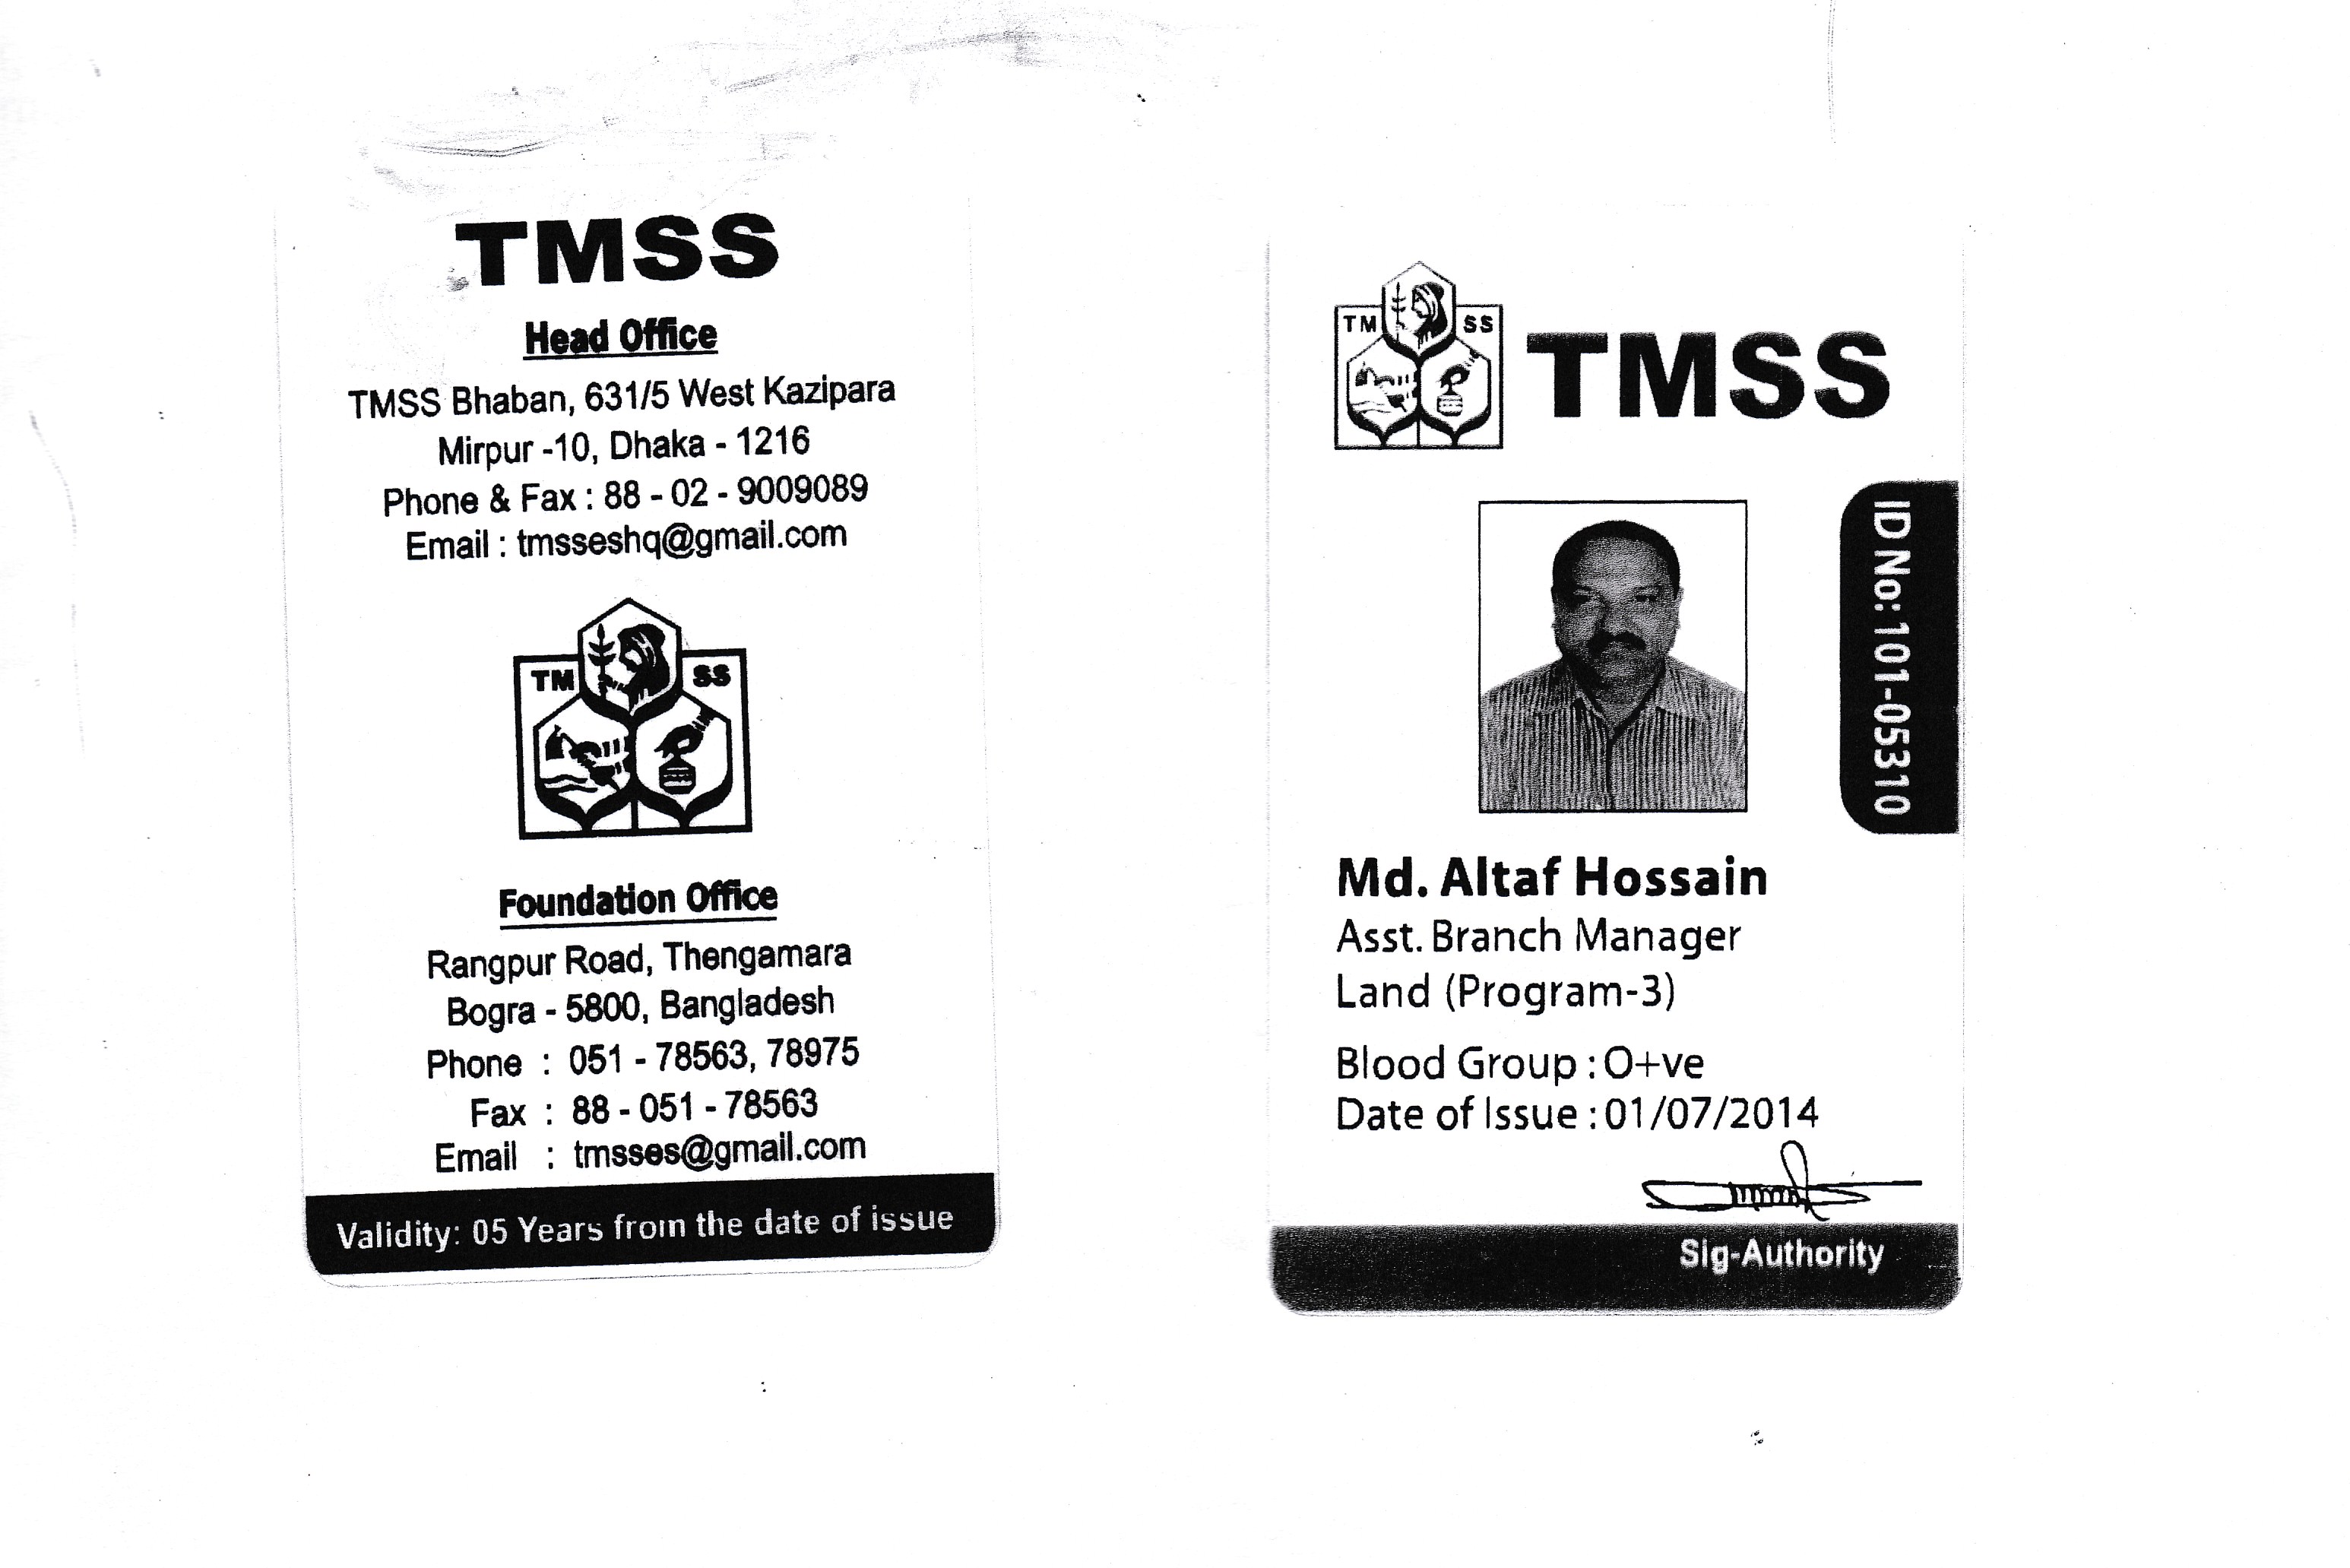 TMSS
Head Office
TMSS Bhaban, 631/5 West Kazipara
Mirpur -10, Dhaka - 1216
Phone & Fax : 88 - 02 - 9009089
Email : tmsseshq@gmail.com
TM SS
Foundation Office
Rangpur Road, Thengamara
Bogra - 5800, Bangladesh
Phone : 051 - 78563, 78975
Fax : 88 - 051 - 78563
Email : tmsses@gmail.com
Validity: 05 Years from the date of issue
TM SS
TMSS
ID No: 101-05310
Md. Altaf Hossain
Asst. Branch Manager
Land (Program-3)
Blood Group : O+ve
Date of Issue : 01/07/2014
Sig-Authority